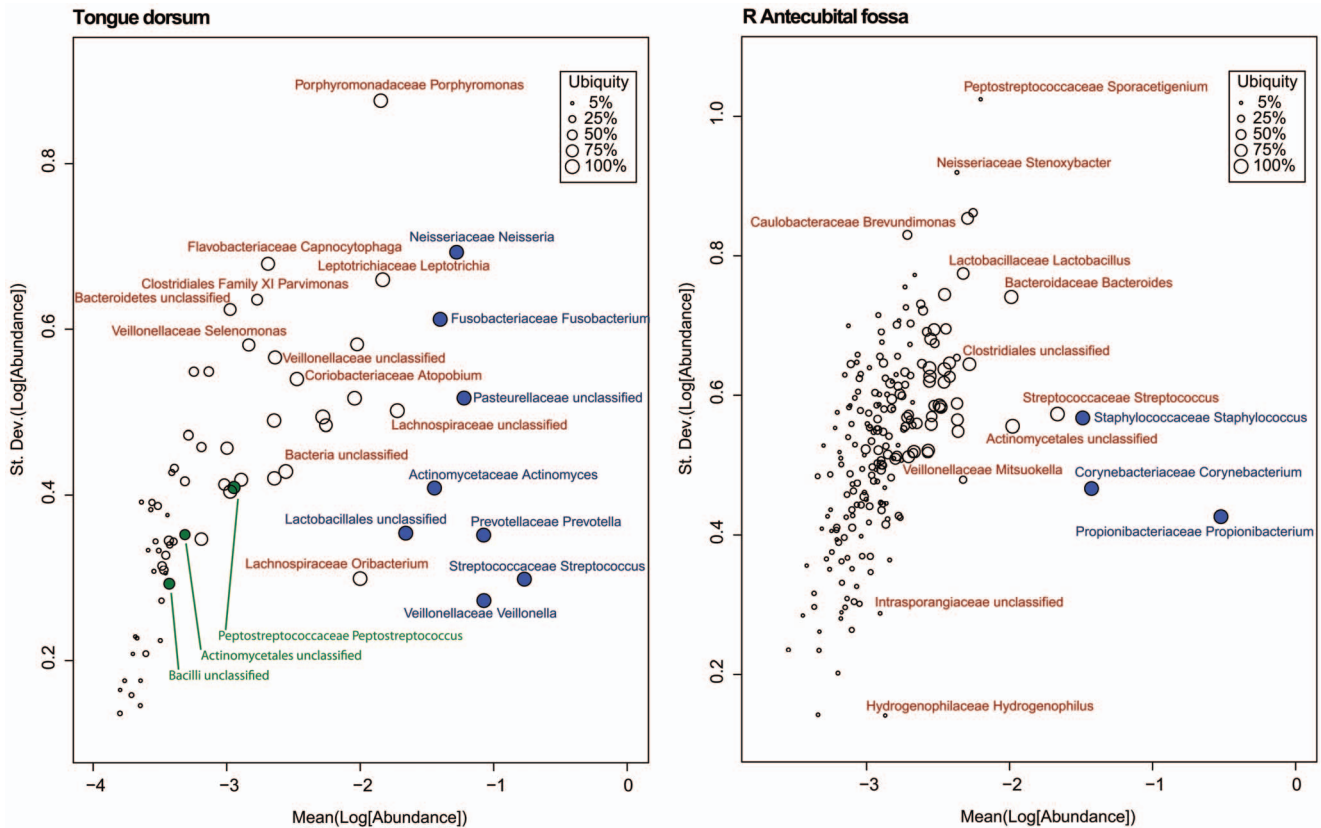 Tongue dorsum
St. Dev.(Log[Abundance])
0.2
0.4
0.6
0.8
Porphyromonadaceae Porphyromonas
Ubiquity
5%
25%
50%
75%
100%
Neisseriaceae Neisseria
Flavobacteriaceae Capnocytophaga
Leptotrichiaceae Leptotrichia
Clostridiales Family XI Parvimonas
Bacteroidetes unclassified
Fusobacteriaceae Fusobacterium
Veillonellaceae Selenomonas
Veillonellaceae unclassified
Coriobacteriaceae Atopobium
Pasteurellaceae unclassified
Lachnospiraceae unclassified
Bacteria unclassified
Actinomycetaceae Actinomyces
Lactobacillales unclassified
Prevotellaceae Prevotella
Lachnospiraceae Oribacterium
Streptococcaceae Streptococcus
Veillonellaceae Veillonella
Peptostreptococcaceae Peptostreptococcus
Actinomycetales unclassified
Bacilli unclassified
−4
−3
−2
−1
0
Mean(Log[Abundance])
R Antecubital fossa
St. Dev.(Log[Abundance])
0.2
0.4
0.6
0.8
1.0
Peptostreptococcaceae Sporacetigenium
Ubiquity
5%
25%
50%
75%
100%
Neisseriaceae Stenoxybacter
Caulobacteraceae Brevundimonas
Lactobacillaceae Lactobacillus
Bacteroidaceae Bacteroides
Clostridiales unclassified
Streptococcaceae Streptococcus
Staphylococcaceae Staphylococcus
Actinomycetales unclassified
Veillonellaceae Mitsuokella
Corynebacteriaceae Corynebacterium
Propionibacteriaceae Propionibacterium
Intrasporangiaceae unclassified
Hydrogenophilaceae Hydrogenophilus
−3
−2
−1
0
Mean(Log[Abundance])